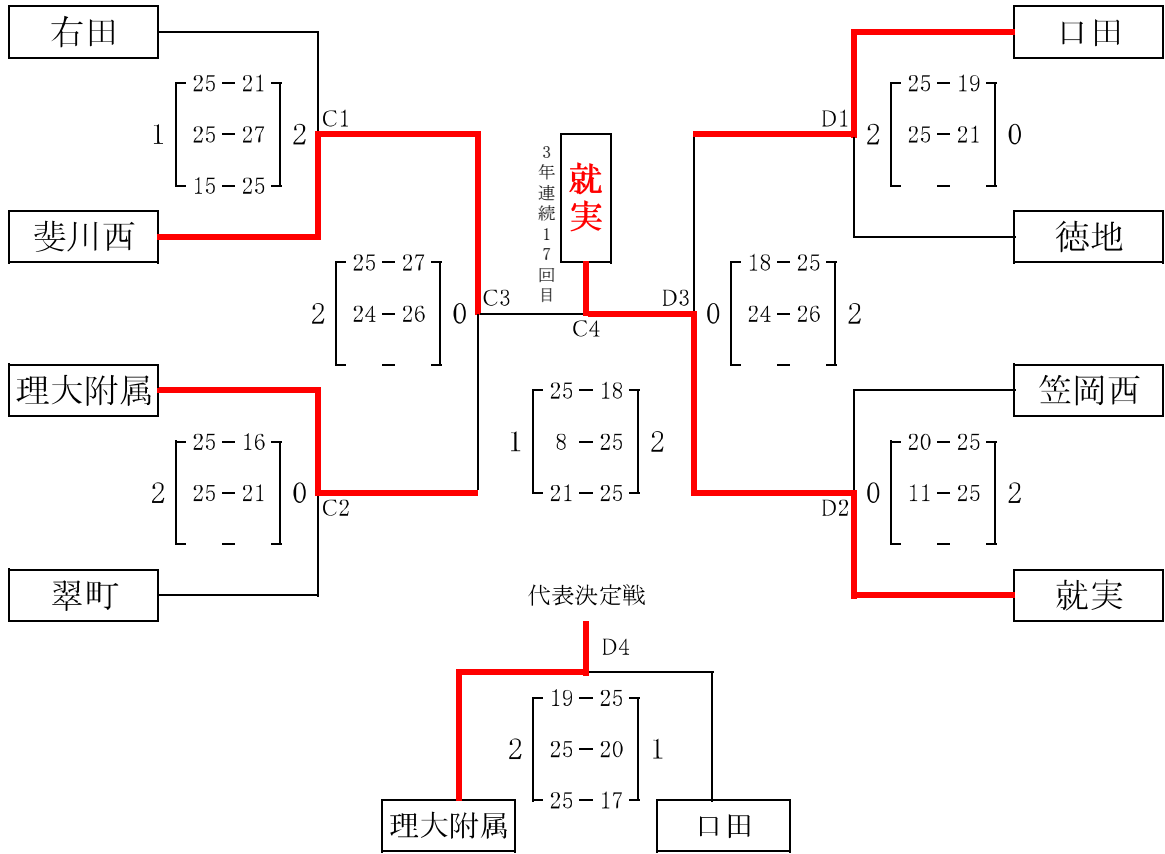 右田
1 25-21 2
25-27
15-25
C1
斐川西
2 25-27 0
24-26
-
C3
理大附属
2 25-16 0
25-21
-
C2
翠町
3年連続17回目
就実
C4
1 25-18 2
8-25
21-25
口田
D1
2 25-19 0
25-21
-
徳地
D3
0 18-25 2
24-26
-
笠岡西
D2
0 20-25 2
11-25
-
就実
代表決定戦
D4
2 19-25 1
25-20
25-17
理大附属
口田